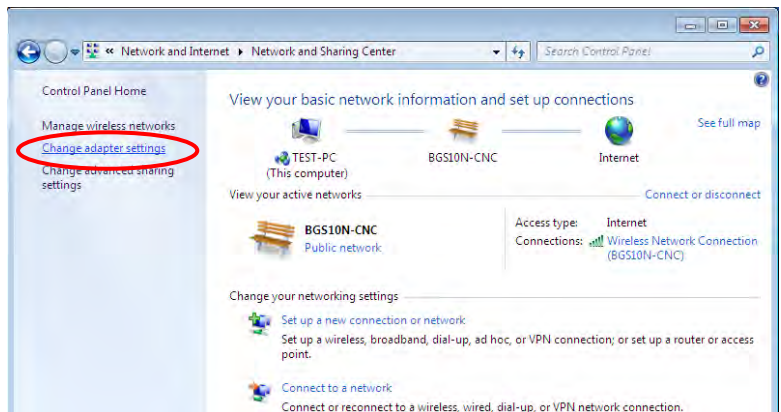 « Network and Internet ▸ Network and Sharing Center
Search Control Panel
Control Panel Home
Manage wireless networks
Change adapter settings
Change advanced sharing
settings
View your basic network information and set up connections
See full map
TEST-PC
(This computer)
BGS10N-CNC
Internet
View your active networks
Connect or disconnect
BGS10N-CNC
Public network
Access type: Internet
Connections: Wireless Network Connection
(BGS10N-CNC)
Change your networking settings
Set up a new connection or network
Set up a wireless, broadband, dial-up, ad hoc, or VPN connection; or set up a router or access
point.
Connect to a network
Connect or reconnect to a wireless, wired, dial-up, or VPN network connection.